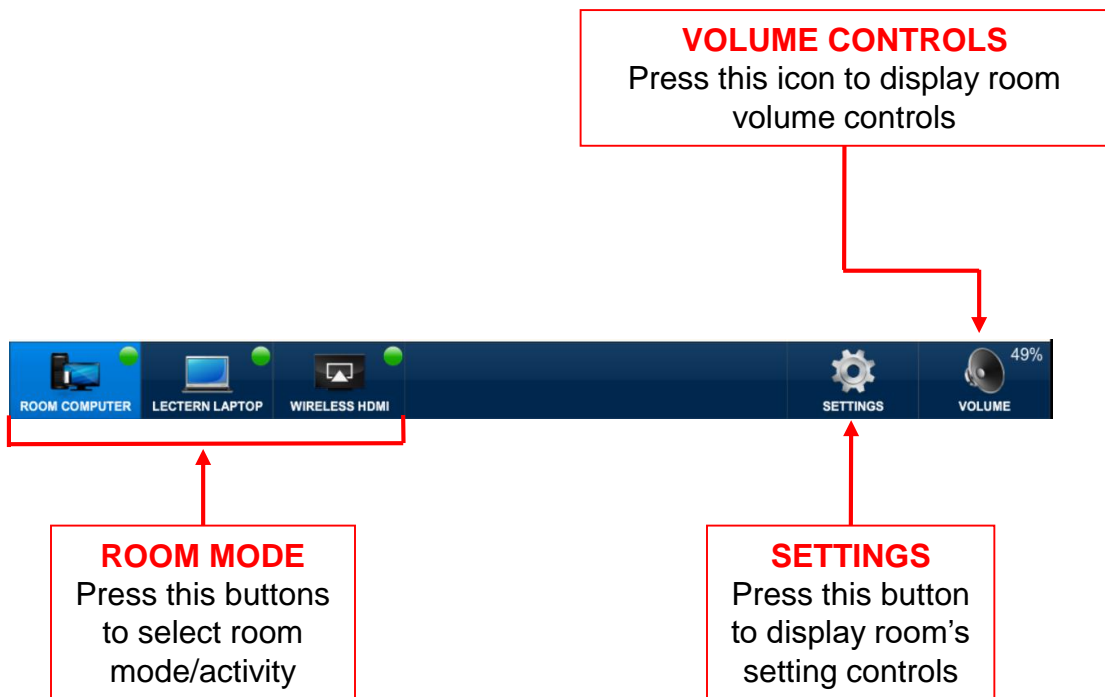 VOLUME CONTROLS
Press this icon to display room
volume controls
49%
ROOM COMPUTER
LECTERN LAPTOP
WIRELESS HDMI
SETTINGS
VOLUME
ROOM MODE
Press this buttons
to select room
mode/activity
SETTINGS
Press this button
to display room’s
setting controls